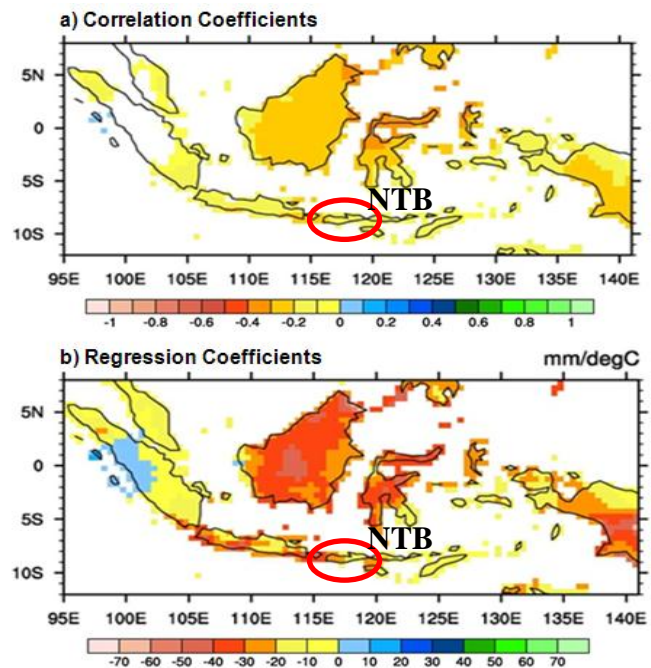 a) Correlation Coefficients
5N
0
5S
10S
NTB
95E 100E 105E 110E 115E 120E 125E 130E 135E 140E
-1 -0.8 -0.6 -0.4 -0.2 0 0.2 0.4 0.6 0.8 1
b) Regression Coefficients mm/degC
5N
0
5S
10S
NTB
95E 100E 105E 110E 115E 120E 125E 130E 135E 140E
-70 -60 -50 -40 -30 -20 -10 0 10 20 30 40 50 60 70